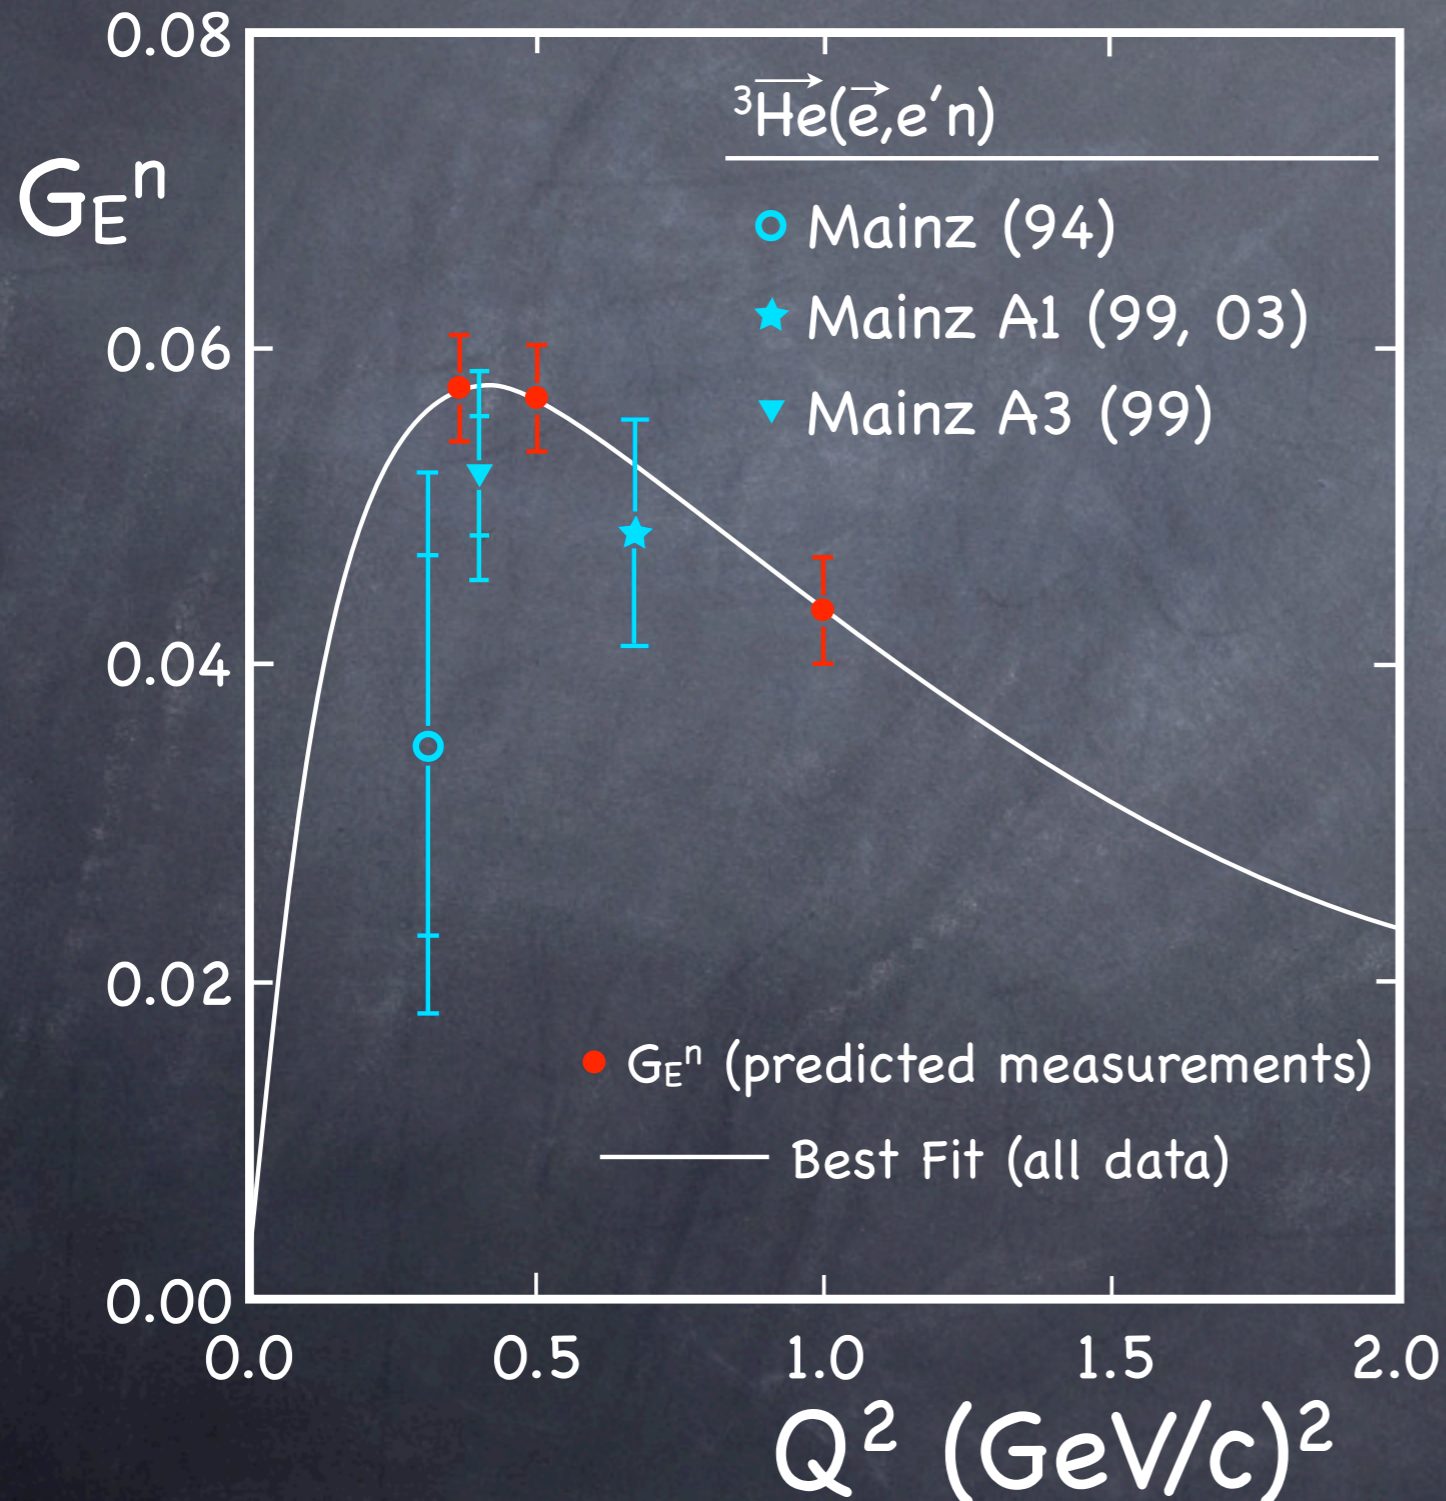 0.08
³He(e,e′n)
GEⁿ
Mainz (94)
Mainz A1 (99, 03)
0.06
Mainz A3 (99)
0.04
0.02
GEⁿ (predicted measurements)
Best Fit (all data)
0.00
0.0 0.5 1.0 1.5 2.0
Q² (GeV/c)²